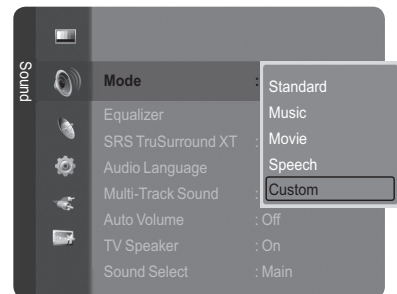 Sound
Mode :
Standard
Music
Movie
Speech
Custom
Equalizer
SRS TruSurround XT :
Audio Language
Multi-Track Sound :
Auto Volume : Off
TV Speaker : On
Sound Select : Main